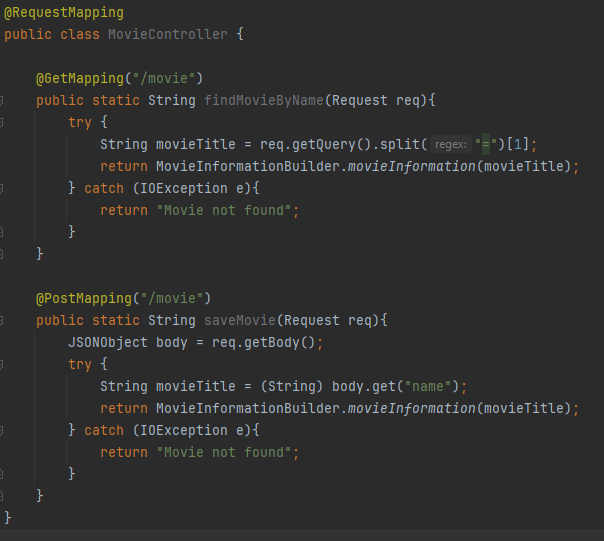 @RequestMapping
public class MovieController {
@GetMapping("/movie")
public static String findMovieByName(Request req){
try {
String movieTitle = req.getQuery().split( regex: "=")[1];
return MovieInformationBuilder.movieInformation(movieTitle);
} catch (IOException e){
return "Movie not found";
}
}
@PostMapping("/movie")
public static String saveMovie(Request req){
JSONObject body = req.getBody();
try {
String movieTitle = (String) body.get("name");
return MovieInformationBuilder.movieInformation(movieTitle);
} catch (IOException e){
return "Movie not found";
}
}
}